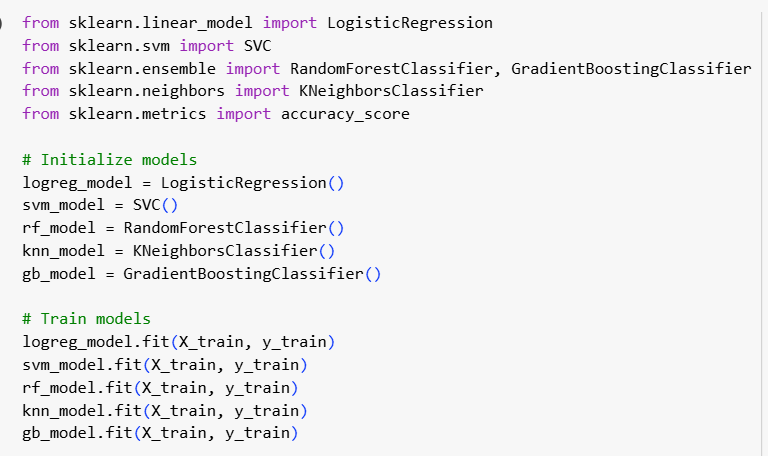 from sklearn.linear_model import LogisticRegression
from sklearn.svm import SVC
from sklearn.ensemble import RandomForestClassifier, GradientBoostingClassifier
from sklearn.neighbors import KNeighborsClassifier
from sklearn.metrics import accuracy_score
# Initialize models
logreg_model = LogisticRegression()
svm_model = SVC()
rf_model = RandomForestClassifier()
knn_model = KNeighborsClassifier()
gb_model = GradientBoostingClassifier()
# Train models
logreg_model.fit(X_train, y_train)
svm_model.fit(X_train, y_train)
rf_model.fit(X_train, y_train)
knn_model.fit(X_train, y_train)
gb_model.fit(X_train, y_train)